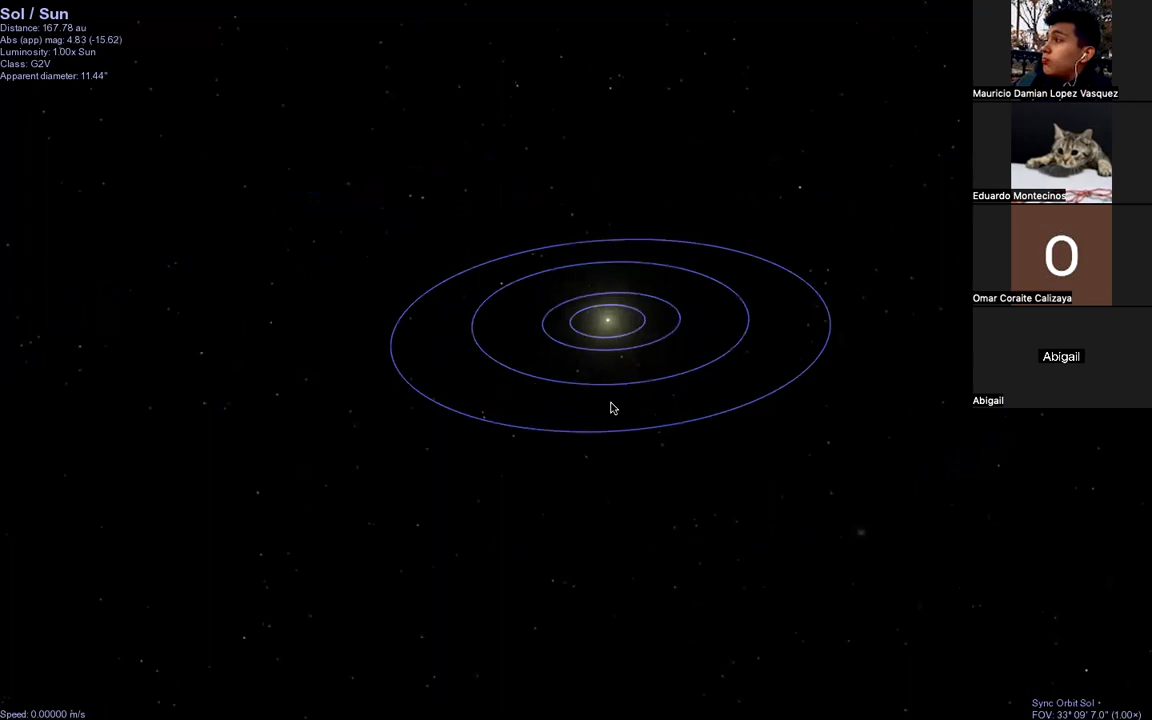 Sol / Sun
Distance: 167.78 au
Abs (app) mag: 4.83 (-15.62)
Luminosity: 1.00x Sun
Class: G2V
Apparent diameter: 11.44"
Mauricio Damian Lopez Vasquez
Eduardo Montecinos
O
Omar Coraite Calizaya
Abigail
Abigail
Speed: 0.00000 m/s
Sync Orbit Sol
FOV: 33° 09' 7.0" (1.00×)